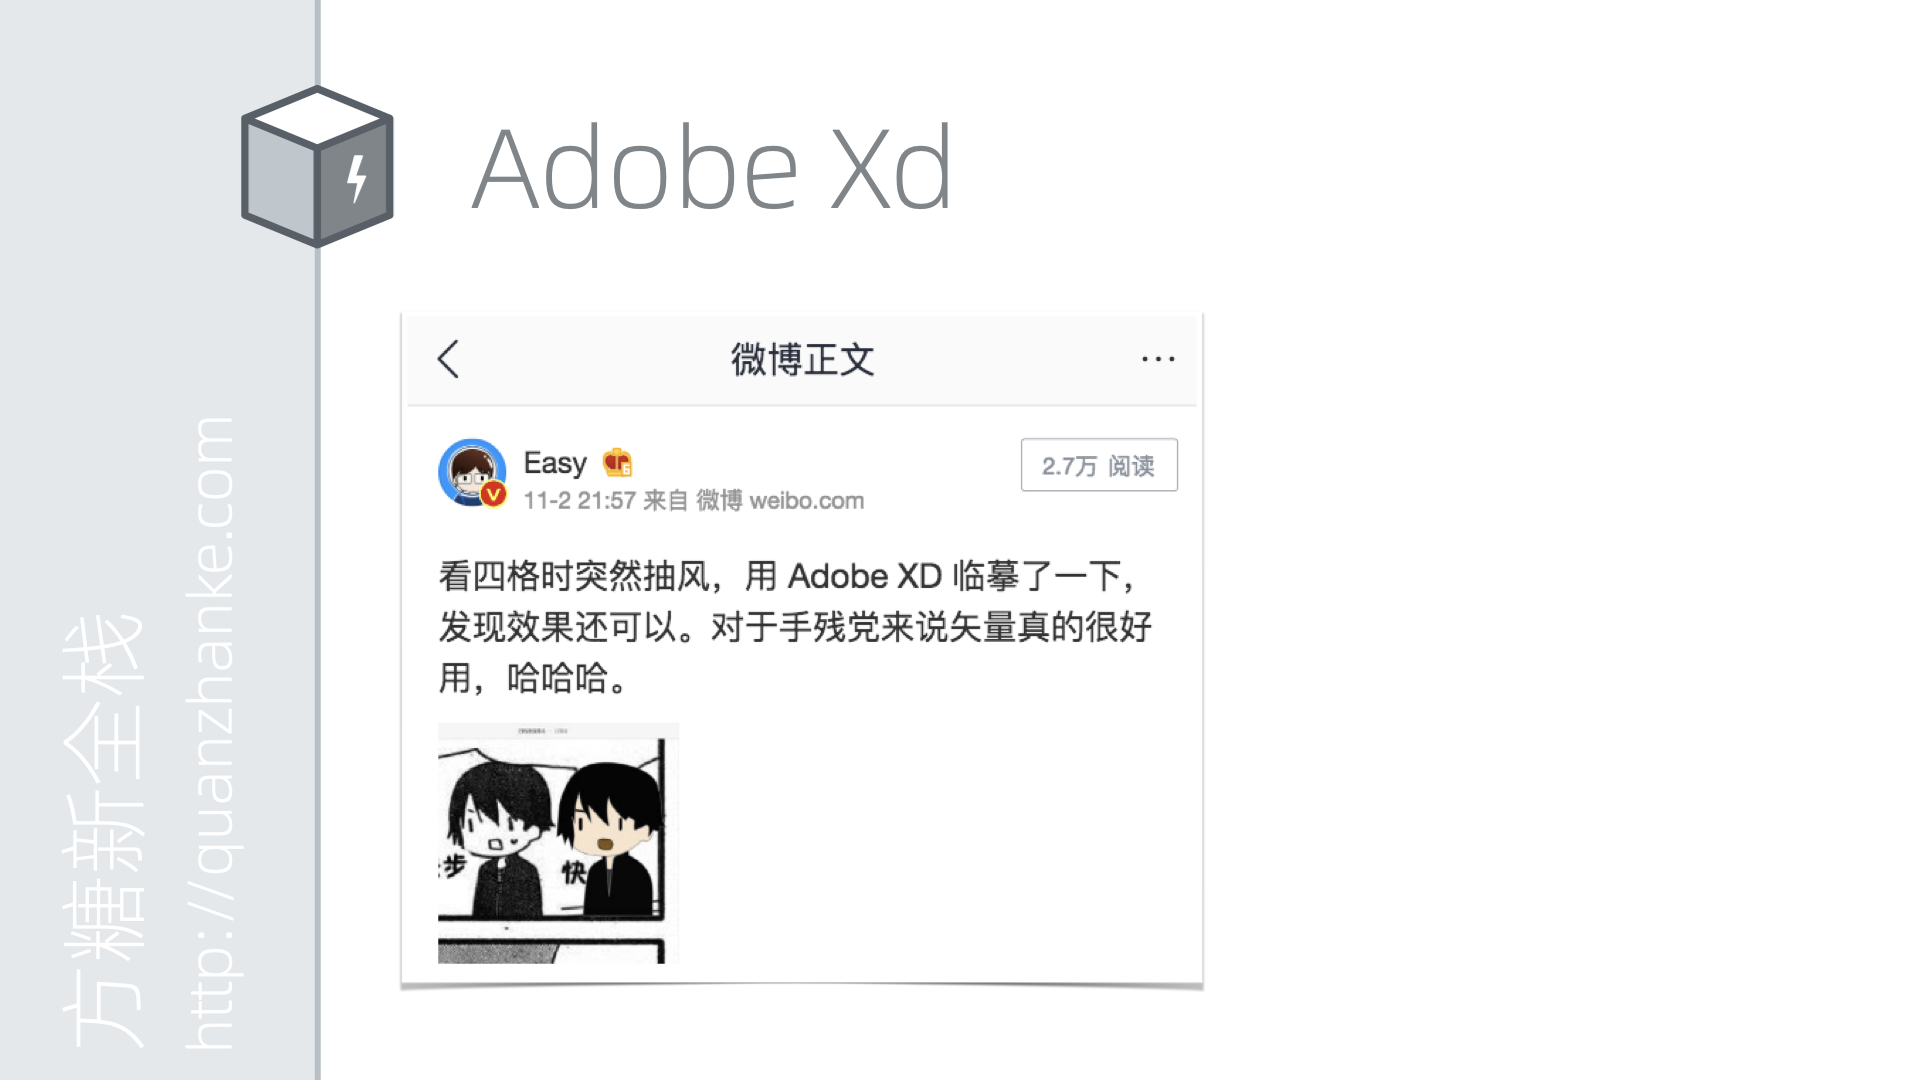 Adobe Xd
微博正文
Easy
2.7万 阅读
11-2 21:57 来自 微博 weibo.com
看四格时突然抽风，用 Adobe XD 临摹了一下，
发现效果还可以。对于手残党来说矢量真的很好
用，哈哈哈。
步
快
方糖新全栈
http://quanzhanke.com